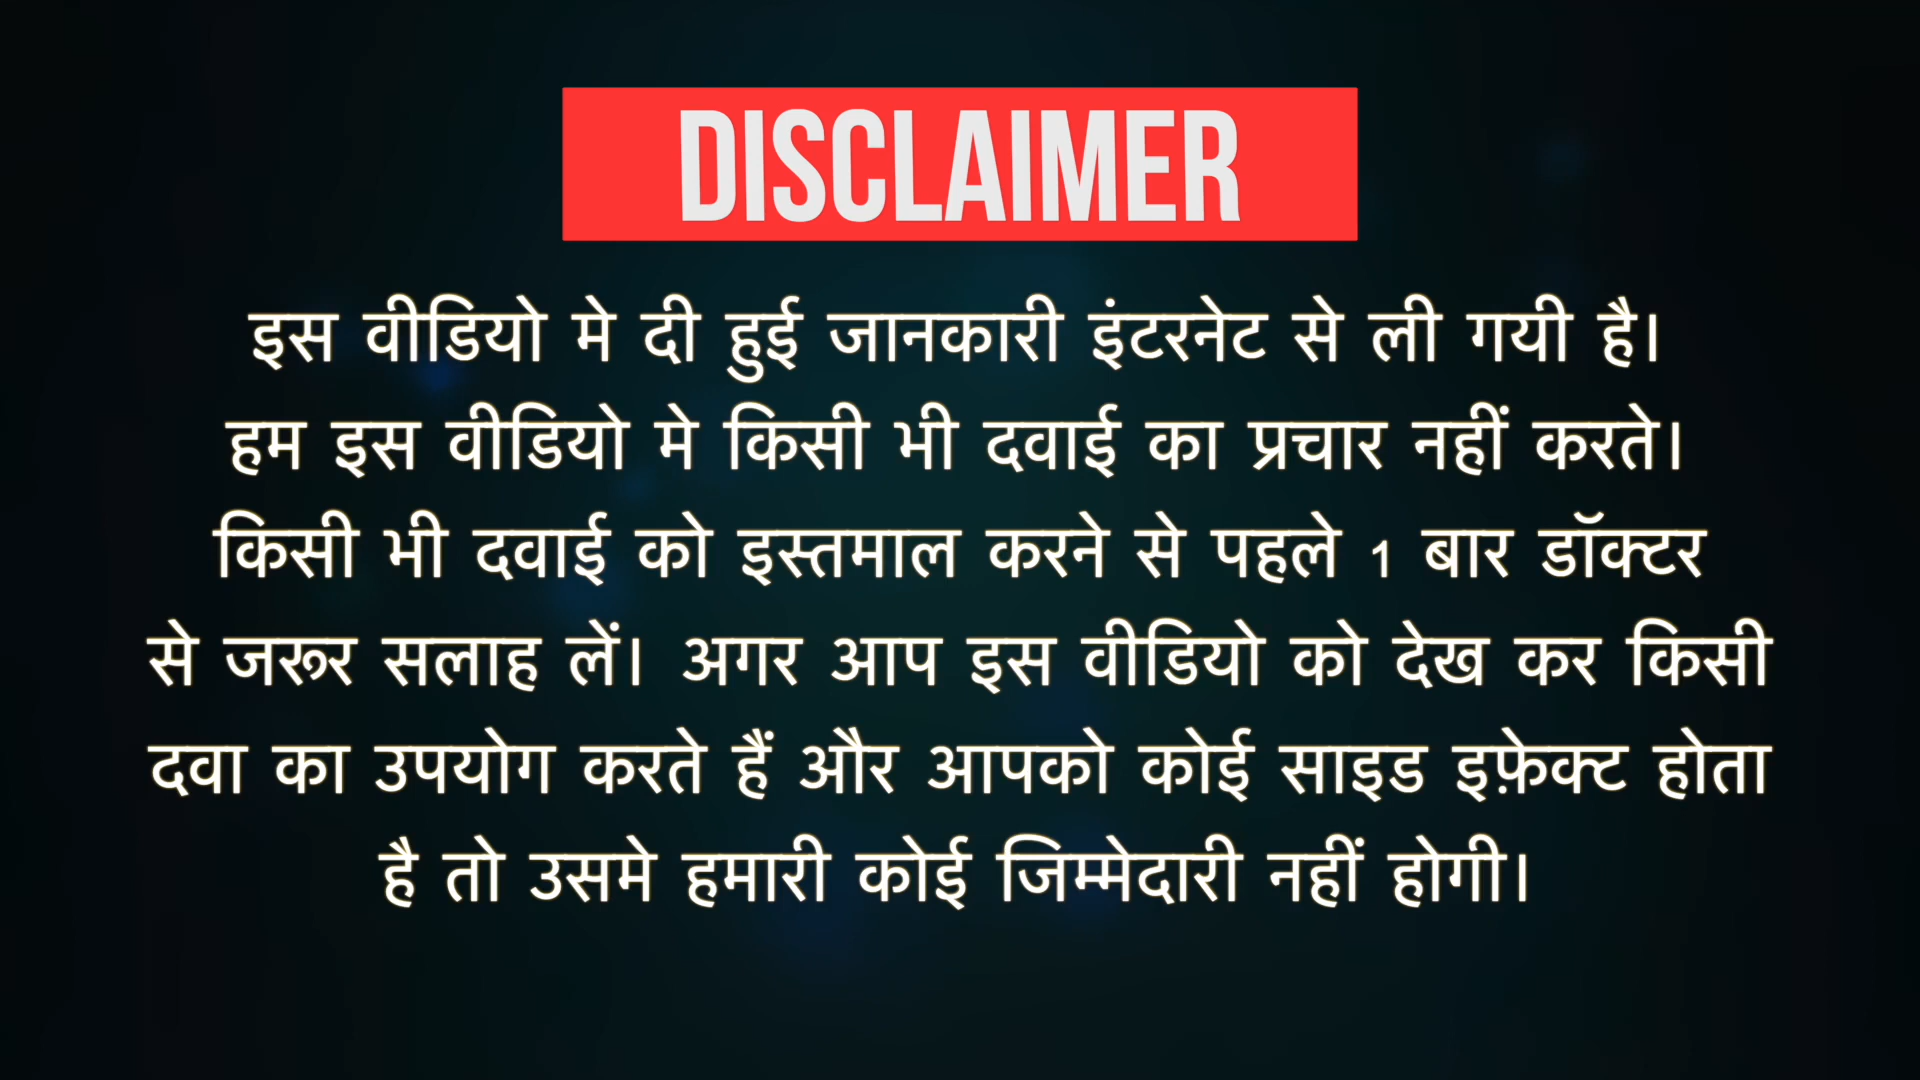 DISCLAIMER
इस वीडियो मे दी हुई जानकारी इंटरनेट से ली गयी है।
हम इस वीडियो मे किसी भी दवाई का प्रचार नहीं करते।
किसी भी दवाई को इस्तमाल करने से पहले 1 बार डॉक्टर
से जरूर सलाह लें। अगर आप इस वीडियो को देख कर किसी
दवा का उपयोग करते हैं और आपको कोई साइड इफ़ेक्ट होता
है तो उसमे हमारी कोई जिम्मेदारी नहीं होगी।